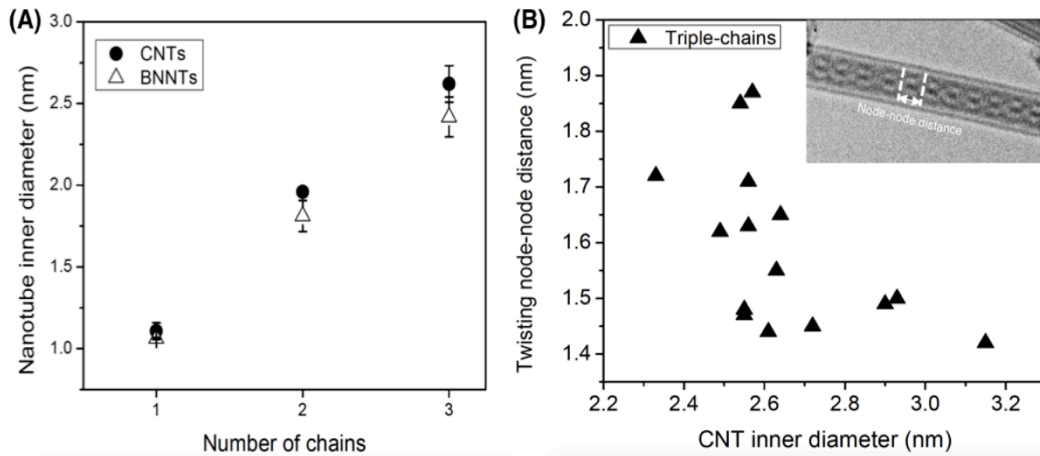 (A)
3.0
2.5
2.0
1.5
1.0
Nanotube inner diameter (nm)
CNTs
BNNTs
1
2
3
Number of chains
(B)
2.0
1.9
1.8
1.7
1.6
1.5
1.4
Twisting node-node distance (nm)
Triple-chains
Node-node distance
2.2
2.4
2.6
2.8
3.0
3.2
CNT inner diameter (nm)